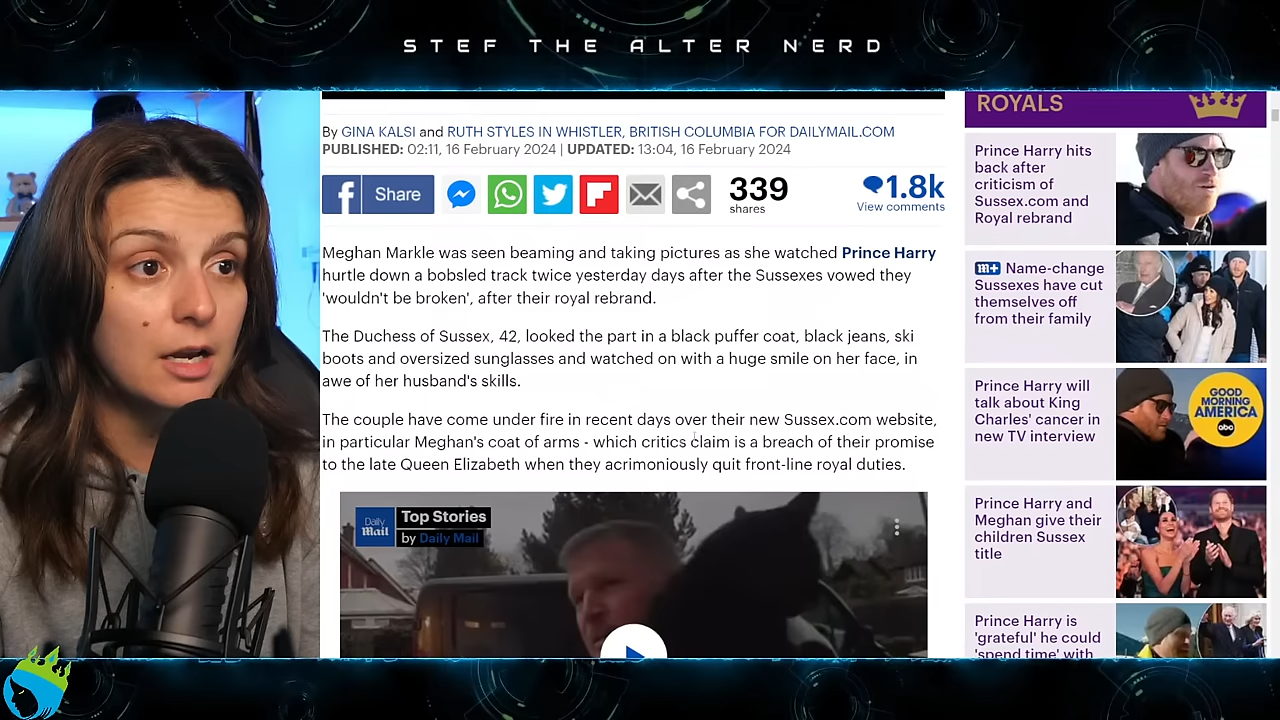 STEF THE ALTER NERD
By GINA KALSI and RUTH STYLES IN WHISTLER, BRITISH COLUMBIA FOR DAILYMAIL.COM
PUBLISHED: 02:11, 16 February 2024 | UPDATED: 13:04, 16 February 2024
Share
339
shares
1.8k
View comments
Meghan Markle was seen beaming and taking pictures as she watched Prince Harry
hurtle down a bobsled track twice yesterday days after the Sussexes vowed they
'wouldn't be broken', after their royal rebrand.
The Duchess of Sussex, 42, looked the part in a black puffer coat, black jeans, ski
boots and oversized sunglasses and watched on with a huge smile on her face, in
awe of her husband's skills.
The couple have come under fire in recent days over their new Sussex.com website,
in particular Meghan's coat of arms - which critics claim is a breach of their promise
to the late Queen Elizabeth when they acrimoniously quit front-line royal duties.
Daily
Mail
Top Stories
by Daily Mail
ROYALS
Prince Harry hits
back after
criticism of
Sussex.com and
Royal rebrand
m+ Name-change
Sussexes have cut
themselves off
from their family
Prince Harry will
talk about King
Charles' cancer in
new TV interview
GOOD
MORNING
AMERICA
abc
Prince Harry and
Meghan give their
children Sussex
title
Prince Harry is
'grateful' he could
'spend time' with